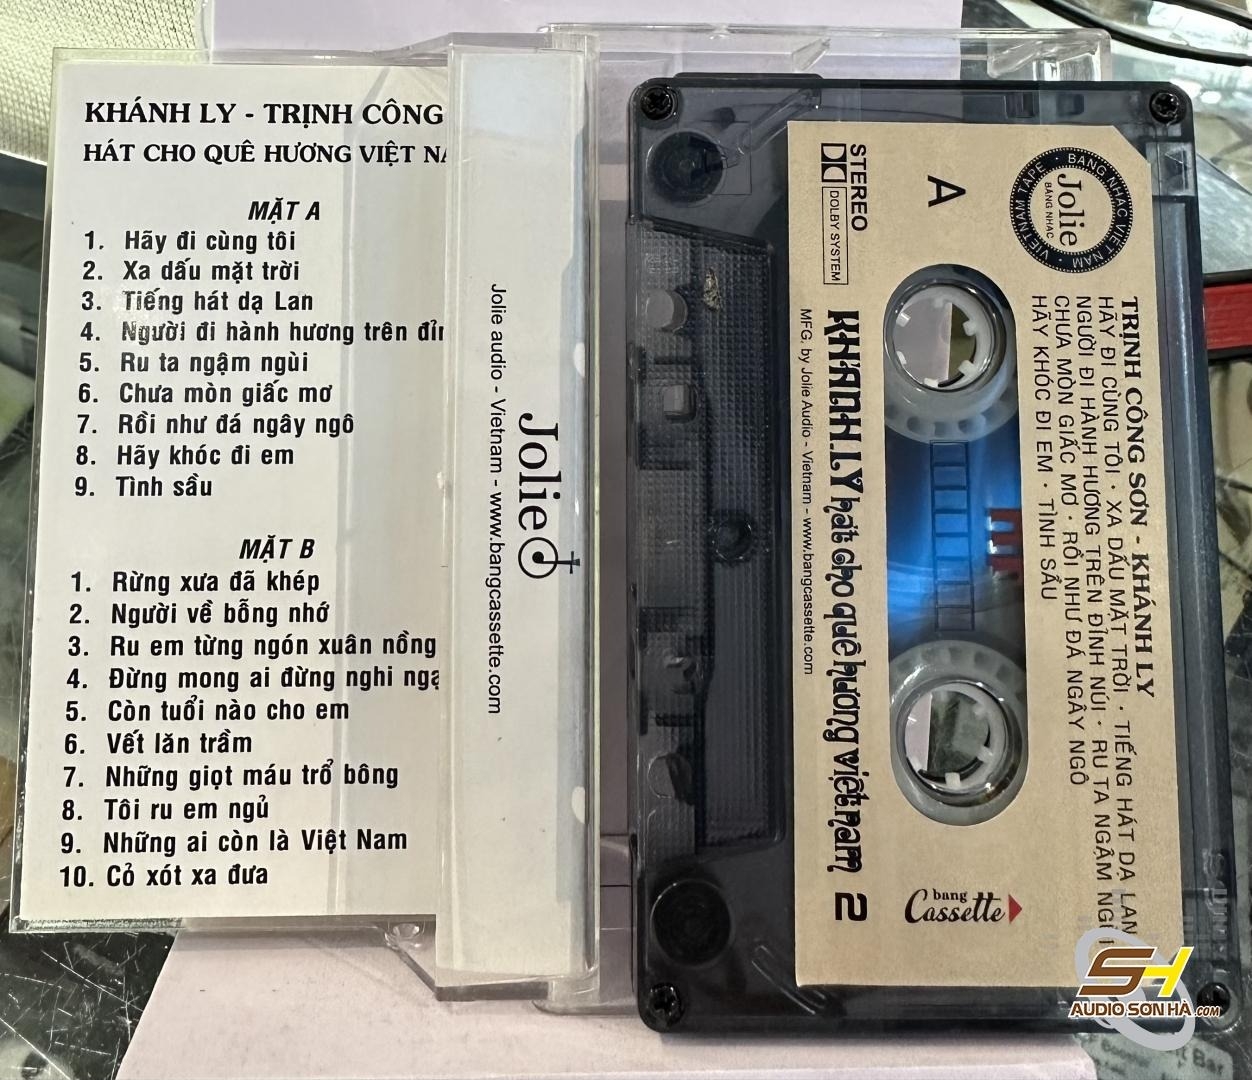 KHÁNH LY - TRỊNH CÔNG
HÁT CHO QUÊ HƯƠNG VIỆT NA
MẶT A
1. Hãy đi cùng tôi
2. Xa dấu mặt trời
3. Tiếng hát dạ Lan
4. Người đi hành hương trên đỉn
5. Ru ta ngậm ngùi
6. Chưa mòn giấc mơ
7. Rồi như đá ngây ngô
8. Hãy khóc đi em
9. Tình sầu
MẶT B
1. Rừng xưa đã khép
2. Người về bỗng nhớ
3. Ru em từng ngón xuân nồng
4. Đừng mong ai đừng nghi ngạ
5. Còn tuổi nào cho em
6. Vết lăn trầm
7. Những giọt máu trổ bông
8. Tôi ru em ngủ
9. Những ai còn là Việt Nam
10. Cỏ xót xa đưa
Jolie
Jolie audio - Vietnam - www.bangcassette.com
BĂNG NHẠC VIỆT NAM · VIETNAM TAPE ·
Jolie
BĂNG NHẠC
A
STEREO
DOLBY SYSTEM
TRỊNH CÔNG SƠN - KHÁNH LY
HÃY ĐI CÙNG TÔI · XA DẤU MẶT TRỜI · TIẾNG HÁT DẠ LAN
NGƯỜI ĐI HÀNH HƯƠNG TRÊN ĐỈNH NÚI · RU TA NGẬM NGÙI
CHƯA MÒN GIẤC MƠ · RỒI NHƯ ĐÁ NGÂY NGÔ
HÃY KHÓC ĐI EM · TÌNH SẦU
KHÁNH LY hát cho quê hương việt nam 2
MFG. by Jolie Audio - Vietnam - www.bangcassette.com
bang
Cassette
SH
AUDIO SƠN HÀ.COM